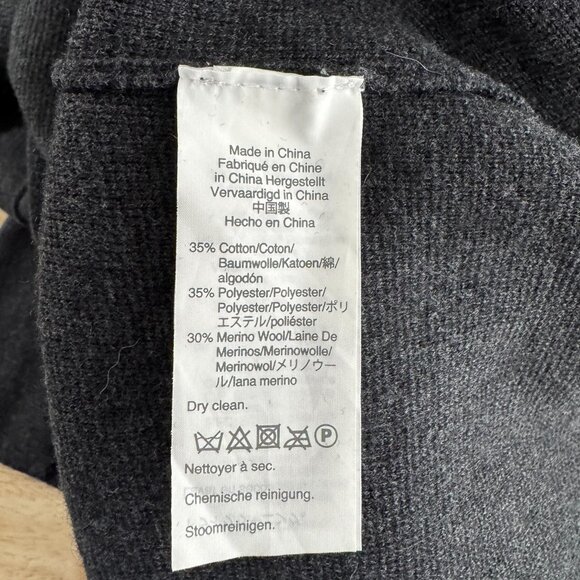 Made in China
Fabriqué en Chine
in China Hergestellt
Vervaardigd in China
中国製
Hecho en China
35% Cotton/Coton/
Baumwolle/Katoen/綿/
algodón
35% Polyester/Polyester/
Polyester/Polyester/ポリ
エステル/poliéster
30% Merino Wool/Laine De
Merinos/Merinowolle/
Merinowol/メリノウー
ル/lana merino
Dry clean.
P
Nettoyer à sec.
Chemische reinigung.
Stoomreinigen.